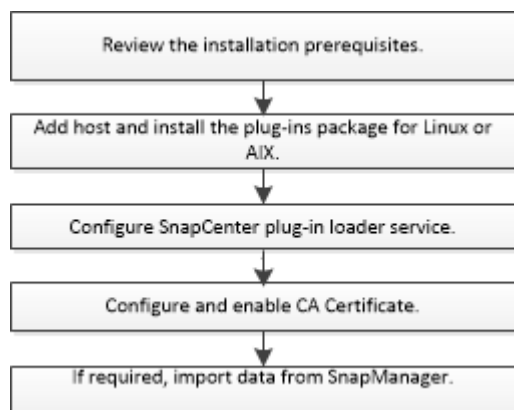 Review the installation prerequisites.
Add host and install the plug-ins package for Linux or
AIX.
Configure SnapCenter plug-in loader service.
Configure and enable CA Certificate.
If required, import data from SnapManager.